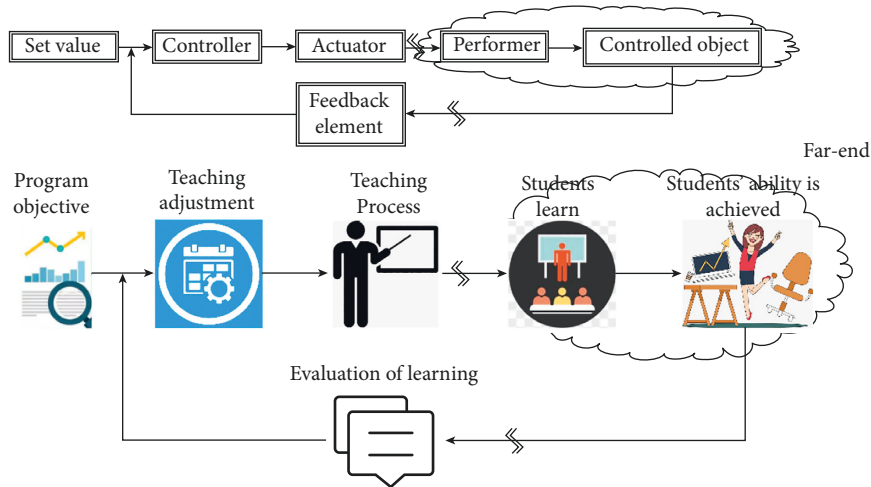 Set value
Controller
Actuator
Performer
Controlled object
Feedback
element
Far-end
Program
objective
Teaching
adjustment
Teaching
Process
Students
learn
Students' ability is
achieved
Evaluation of learning